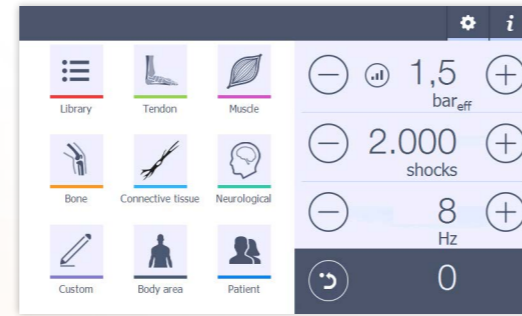 i
Library Tendon Muscle
Bone Connective tissue Neurological
Custom Body area Patient
1,5
bar eff
2.000
shocks
8
Hz
0